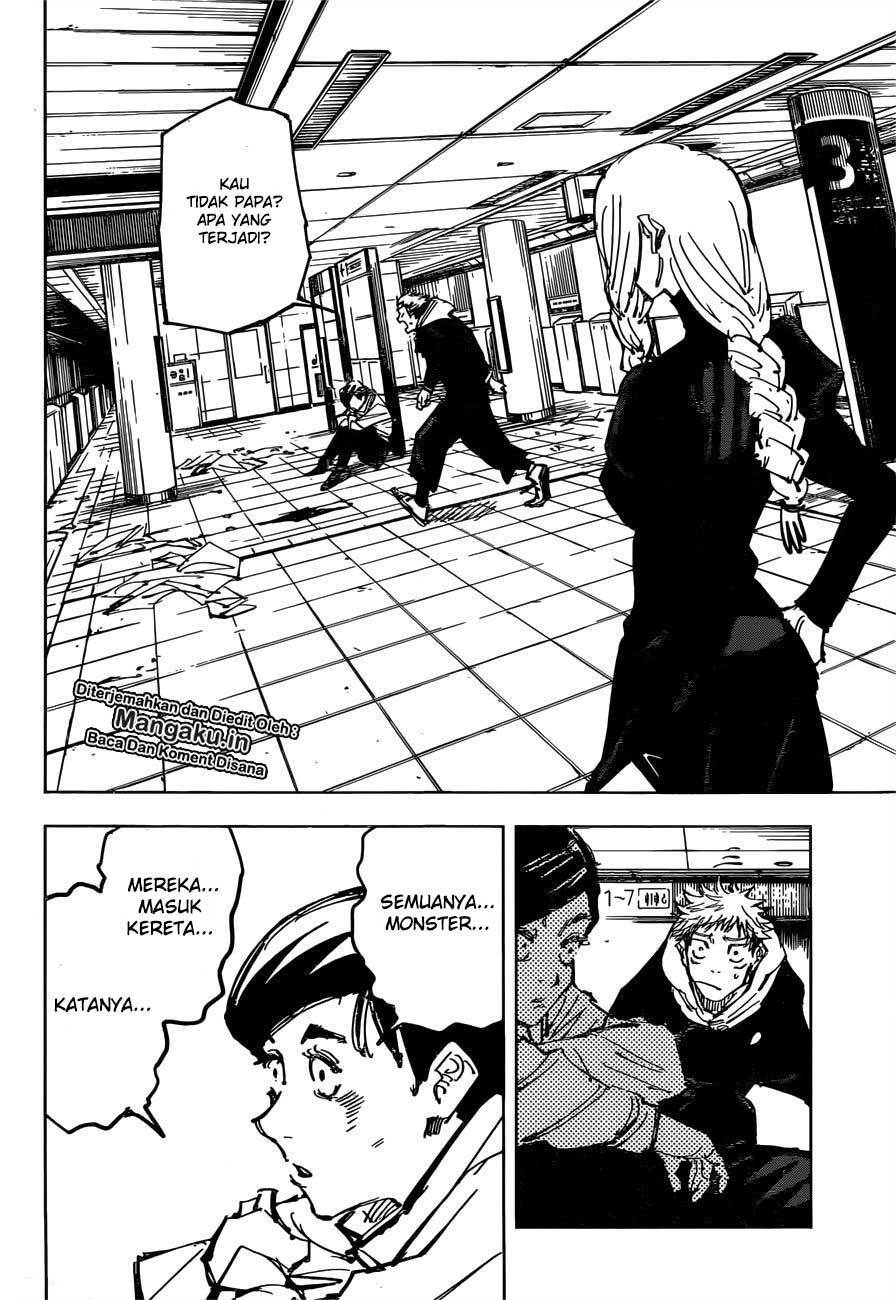 KAU
TIDAK PAPA?
APA YANG
TERJADI?
3
Diterjemahkan dan Diedit Oleh :
Mangaku.in
Baca Dan Koment Disana
1~7
SEMUANYA...
MONSTER...
MEREKA...
MASUK
KERETA...
KATANYA...